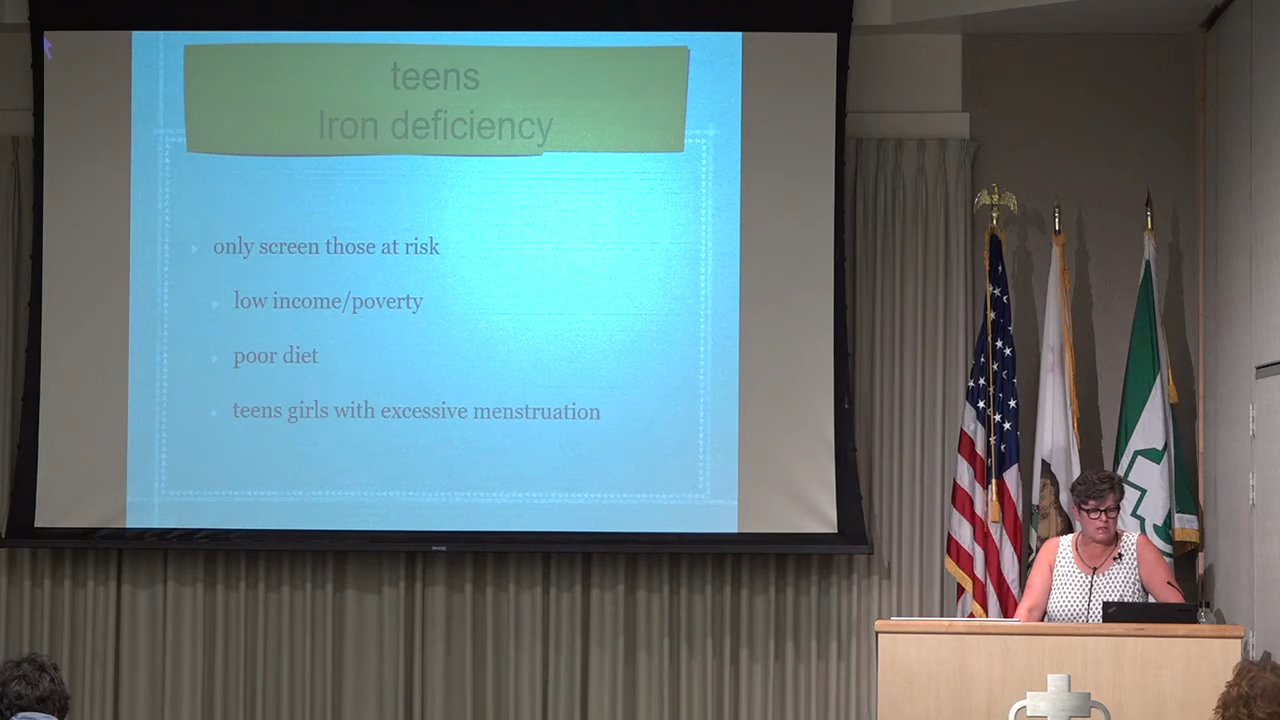 teens
Iron deficiency
only screen those at risk
low income/poverty
poor diet
teens girls with excessive menstruation